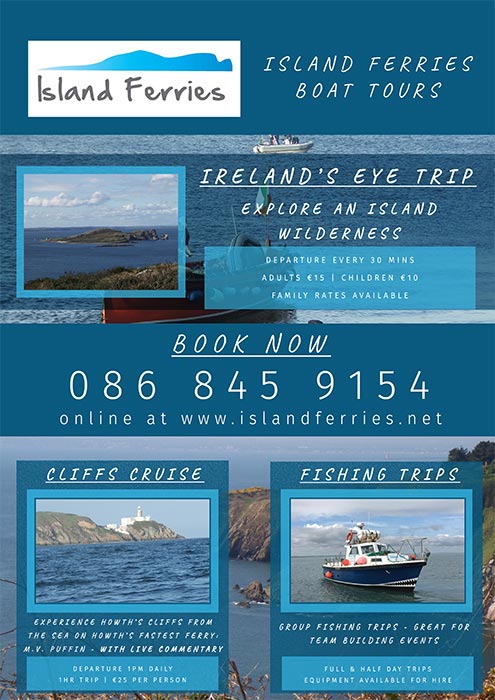 Island Ferries
ISLAND FERRIES
BOAT TOURS
IRELAND'S EYE TRIP
EXPLORE AN ISLAND
WILDERNESS
DEPARTURE EVERY 30 MINS
ADULTS €15 | CHILDREN €10
FAMILY RATES AVAILABLE
BOOK NOW
086 845 9154
online at www.islandferries.net
CLIFFS CRUISE
EXPERIENCE HOWTH'S CLIFFS FROM
THE SEA ON HOWTH'S FASTEST FERRY:
M.V. PUFFIN - WITH LIVE COMMENTARY
DEPARTURE 1PM DAILY
1HR TRIP | €25 PER PERSON
FISHING TRIPS
GROUP FISHING TRIPS - GREAT FOR
TEAM BUILDING EVENTS
FULL & HALF DAY TRIPS
EQUIPMENT AVAILABLE FOR HIRE